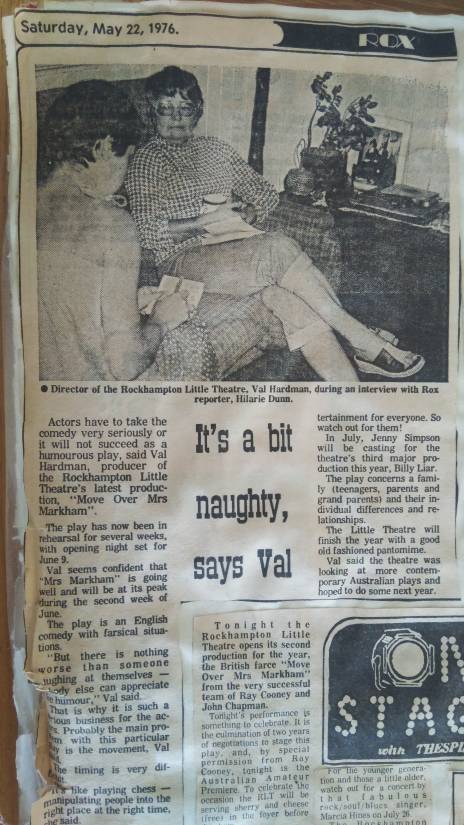 Saturday, May 22, 1976.
ROX
● Director of the Rockhampton Little Theatre, Val Hardman, during an interview with Rox
reporter, Hilarie Dunn.
Actors have to take the
comedy very seriously or
it will not succeed as a
humourous play, said Val
Hardman, producer of
the Rockhampton Little
Theatre's latest produc-
tion, "Move Over Mrs
Markham".
The play has now been in
rehearsal for several weeks,
with opening night set for
June 9.
Val seems confident that
"Mrs Markham" is going
well and will be at its peak
during the second week of
June.
The play is an English
comedy with farsical situa-
tions.
"But there is nothing
worse than someone
laughing at themselves —
body else can appreciate
e humour," Val said.
That is why it is such a
rious business for the ac-
s. Probably the main pro-
m with this particular
y is the movement, Val
The timing is very dif-
lt.
It's like playing chess —
manipulating people into the
right place at the right time,
he said.
It's a bit
naughty,
says Val
tertainment for everyone. So
watch out for them!
In July, Jenny Simpson
will be casting for the
theatre's third major pro-
duction this year, Billy Liar.
The play concerns a fami-
ly (teenagers, parents and
grand parents) and their in-
dividual differences and re-
lationships.
The Little Theatre will
finish the year with a good
old fashioned pantomime.
Val said the theatre was
looking at more contem-
porary Australian plays and
hoped to do some next year.
Tonight the
Rockhampton Little
Theatre opens its second
production for the year,
the British farce "Move
Over Mrs Markham"
from the very successful
team of Ray Cooney and
John Chapman.
Tonight's performance is
something to celebrate. It is
the culmination of two years
of negotiations to stage this
play, and, by special
permission from Ray
Cooney, tonight is the
Australian Amateur
Premiere. To celebrate the
occasion the RLT will be
serving sherry and cheese
(free) in the foyer before
ON
STAG
with THESPI
For the younger genera-
tion and those a little older,
watch out for a concert by
that fabulous
rock/soul/blues singer,
Marcia Hines on July 26.
The Honorable